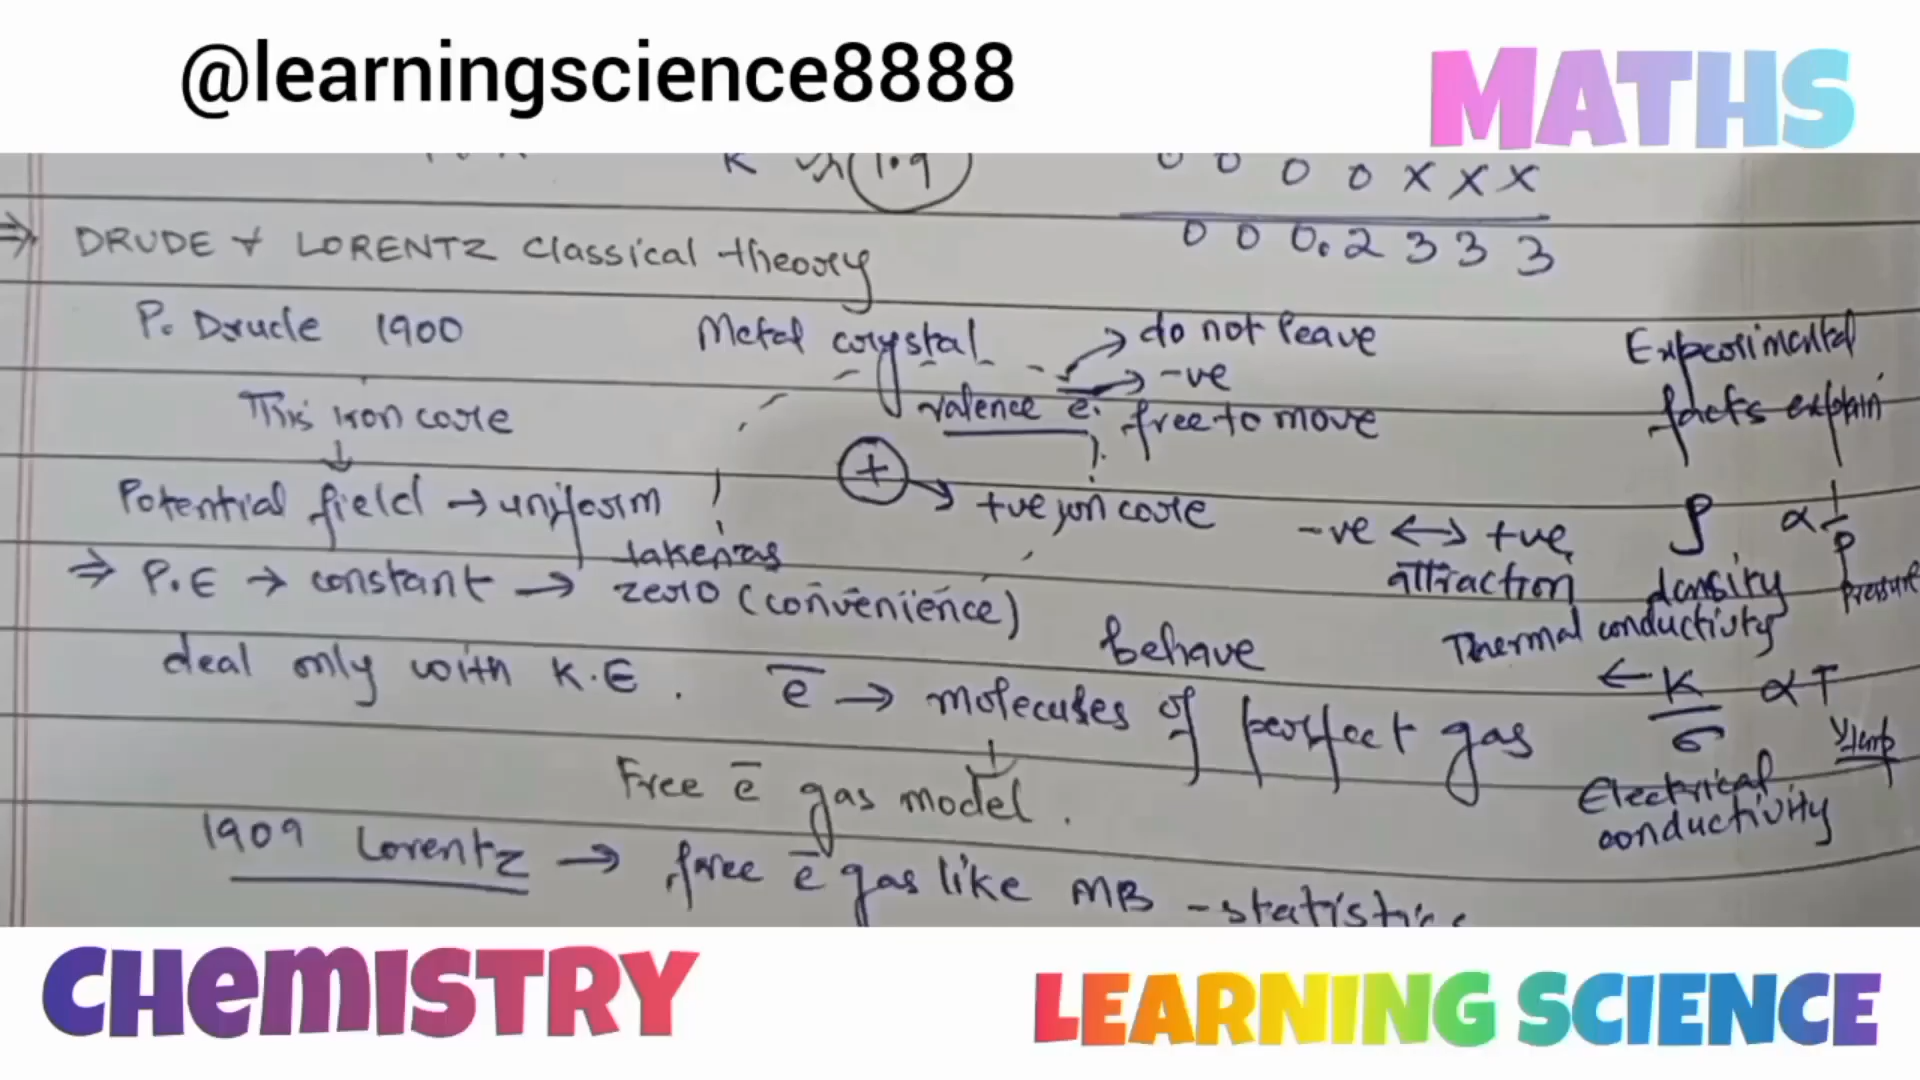 @learningscience8888
MATHS
K
1.9
0 0 0 0 x x x
0 0 0.2 3 3 3
⇒ DRUDE & LORENTZ Classical theory
P. Drude 1900
Metal crystal
do not leave
-ve
valence e.
free to move
Experimental
facts explain
This iron core
+
+ve yon core
Potential field → uniform
-ve ↔ +ve
attraction
ρ α 1/P
density
Pressure
taken as
⇒ P.E → constant → zero (convenience)
Thermal conductivity
deal only with K.E.
behave
ē → molecules of perfect gas
← K/σ α T
Temp
Electrical
conductivity
Free ē gas model.
1909 Lorentz → free ē gas like MB - statistics
CHEMISTRY
LEARNING SCIENCE